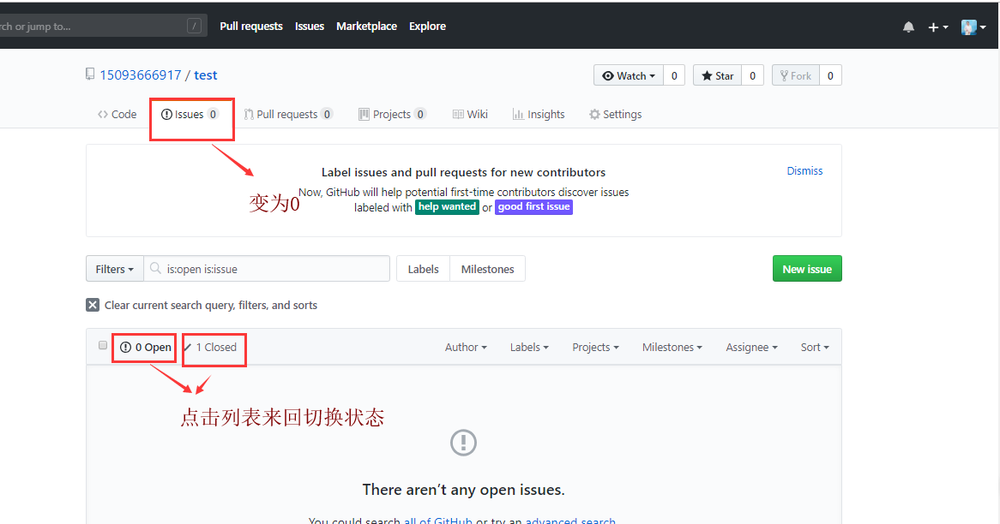 rch or jump to... /
Pull requests Issues Marketplace Explore
15093666917 / test
Watch 0 Star 0 Fork 0
Code Issues 0 Pull requests 0 Projects 0 Wiki Insights Settings
Label issues and pull requests for new contributors
Dismiss
Now, GitHub will help potential first-time contributors discover issues
labeled with help wanted or good first issue
变为0
Filters is:open is:issue Labels Milestones New issue
Clear current search query, filters, and sorts
0 Open 1 Closed Author Labels Projects Milestones Assignee Sort
点击列表来回切换状态
There aren’t any open issues.
You could search all of GitHub or try an advanced search.